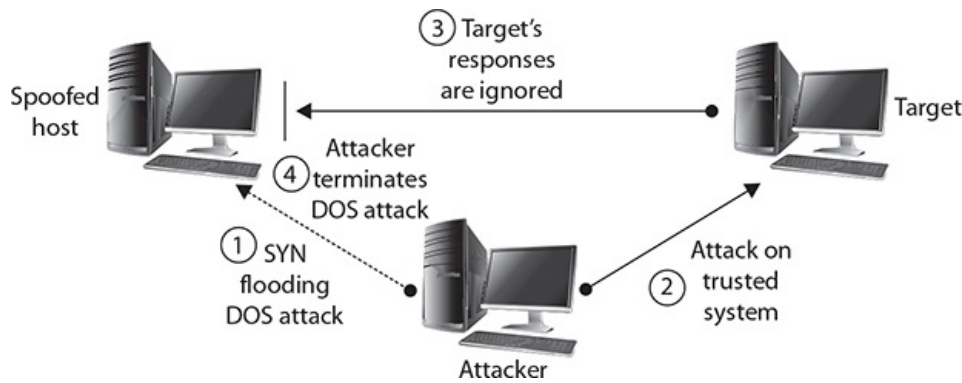 ③ Target's
responses
are ignored
Spoofed
host
Target
④ Attacker
terminates
DOS attack
① SYN
flooding
DOS attack
② Attack on
trusted
system
Attacker